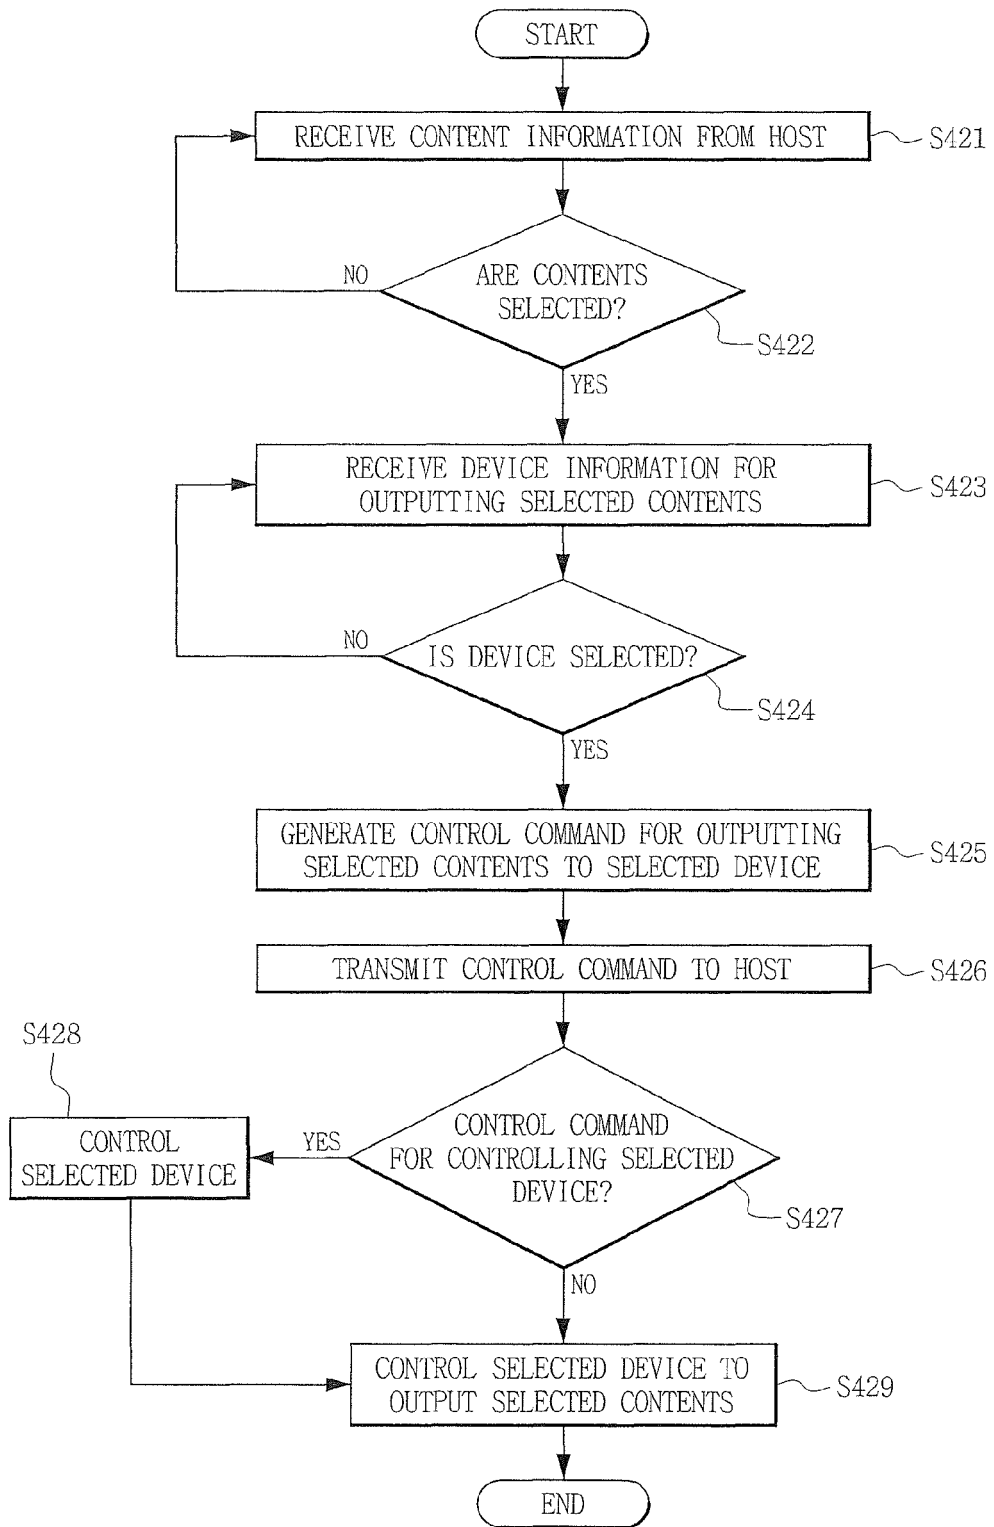 START
RECEIVE CONTENT INFORMATION FROM HOST
S421
NO
ARE CONTENTS
SELECTED?
S422
YES
RECEIVE DEVICE INFORMATION FOR
OUTPUTTING SELECTED CONTENTS
S423
NO
IS DEVICE SELECTED?
S424
YES
GENERATE CONTROL COMMAND FOR OUTPUTTING
SELECTED CONTENTS TO SELECTED DEVICE
S425
TRANSMIT CONTROL COMMAND TO HOST
S426
S428
CONTROL
SELECTED DEVICE
YES
CONTROL COMMAND
FOR CONTROLLING SELECTED
DEVICE?
S427
NO
CONTROL SELECTED DEVICE TO
OUTPUT SELECTED CONTENTS
S429
END